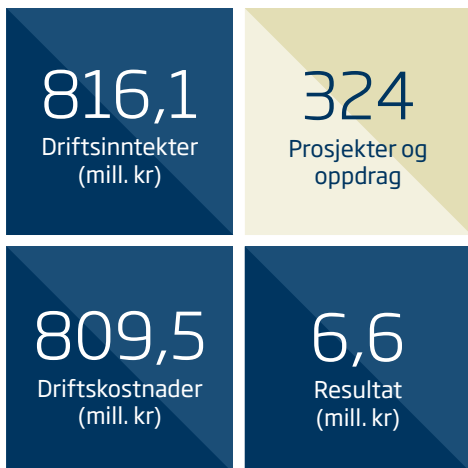 816,1
Driftsinntekter
(mill. kr)
324
Prosjekter og
oppdrag
809,5
Driftskostnader
(mill. kr)
6,6
Resultat
(mill. kr)